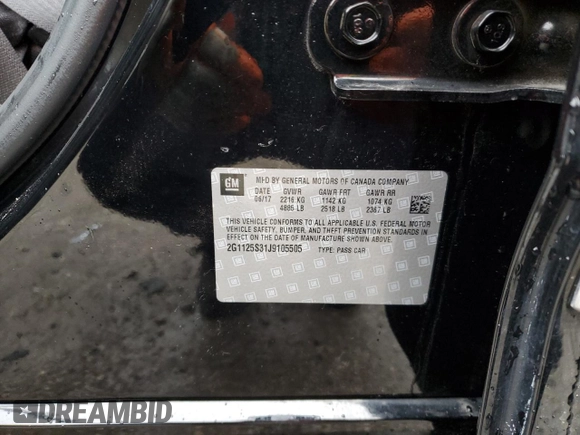 GM
MFD BY GENERAL MOTORS OF CANADA COMPANY
DATE GVWR GAWR FRT GAWR RR
06/17 2216 KG 1142 KG 1074 KG
4885 LB 2518 LB 2367 LB
THIS VEHICLE CONFORMS TO ALL APPLICABLE U.S. FEDERAL MOTOR
VEHICLE SAFETY, BUMPER, AND THEFT PREVENTION STANDARDS IN
EFFECT ON THE DATE OF MANUFACTURE SHOWN ABOVE.
2G1125S31J9105505 TYPE: PASS CAR
DREAMBID